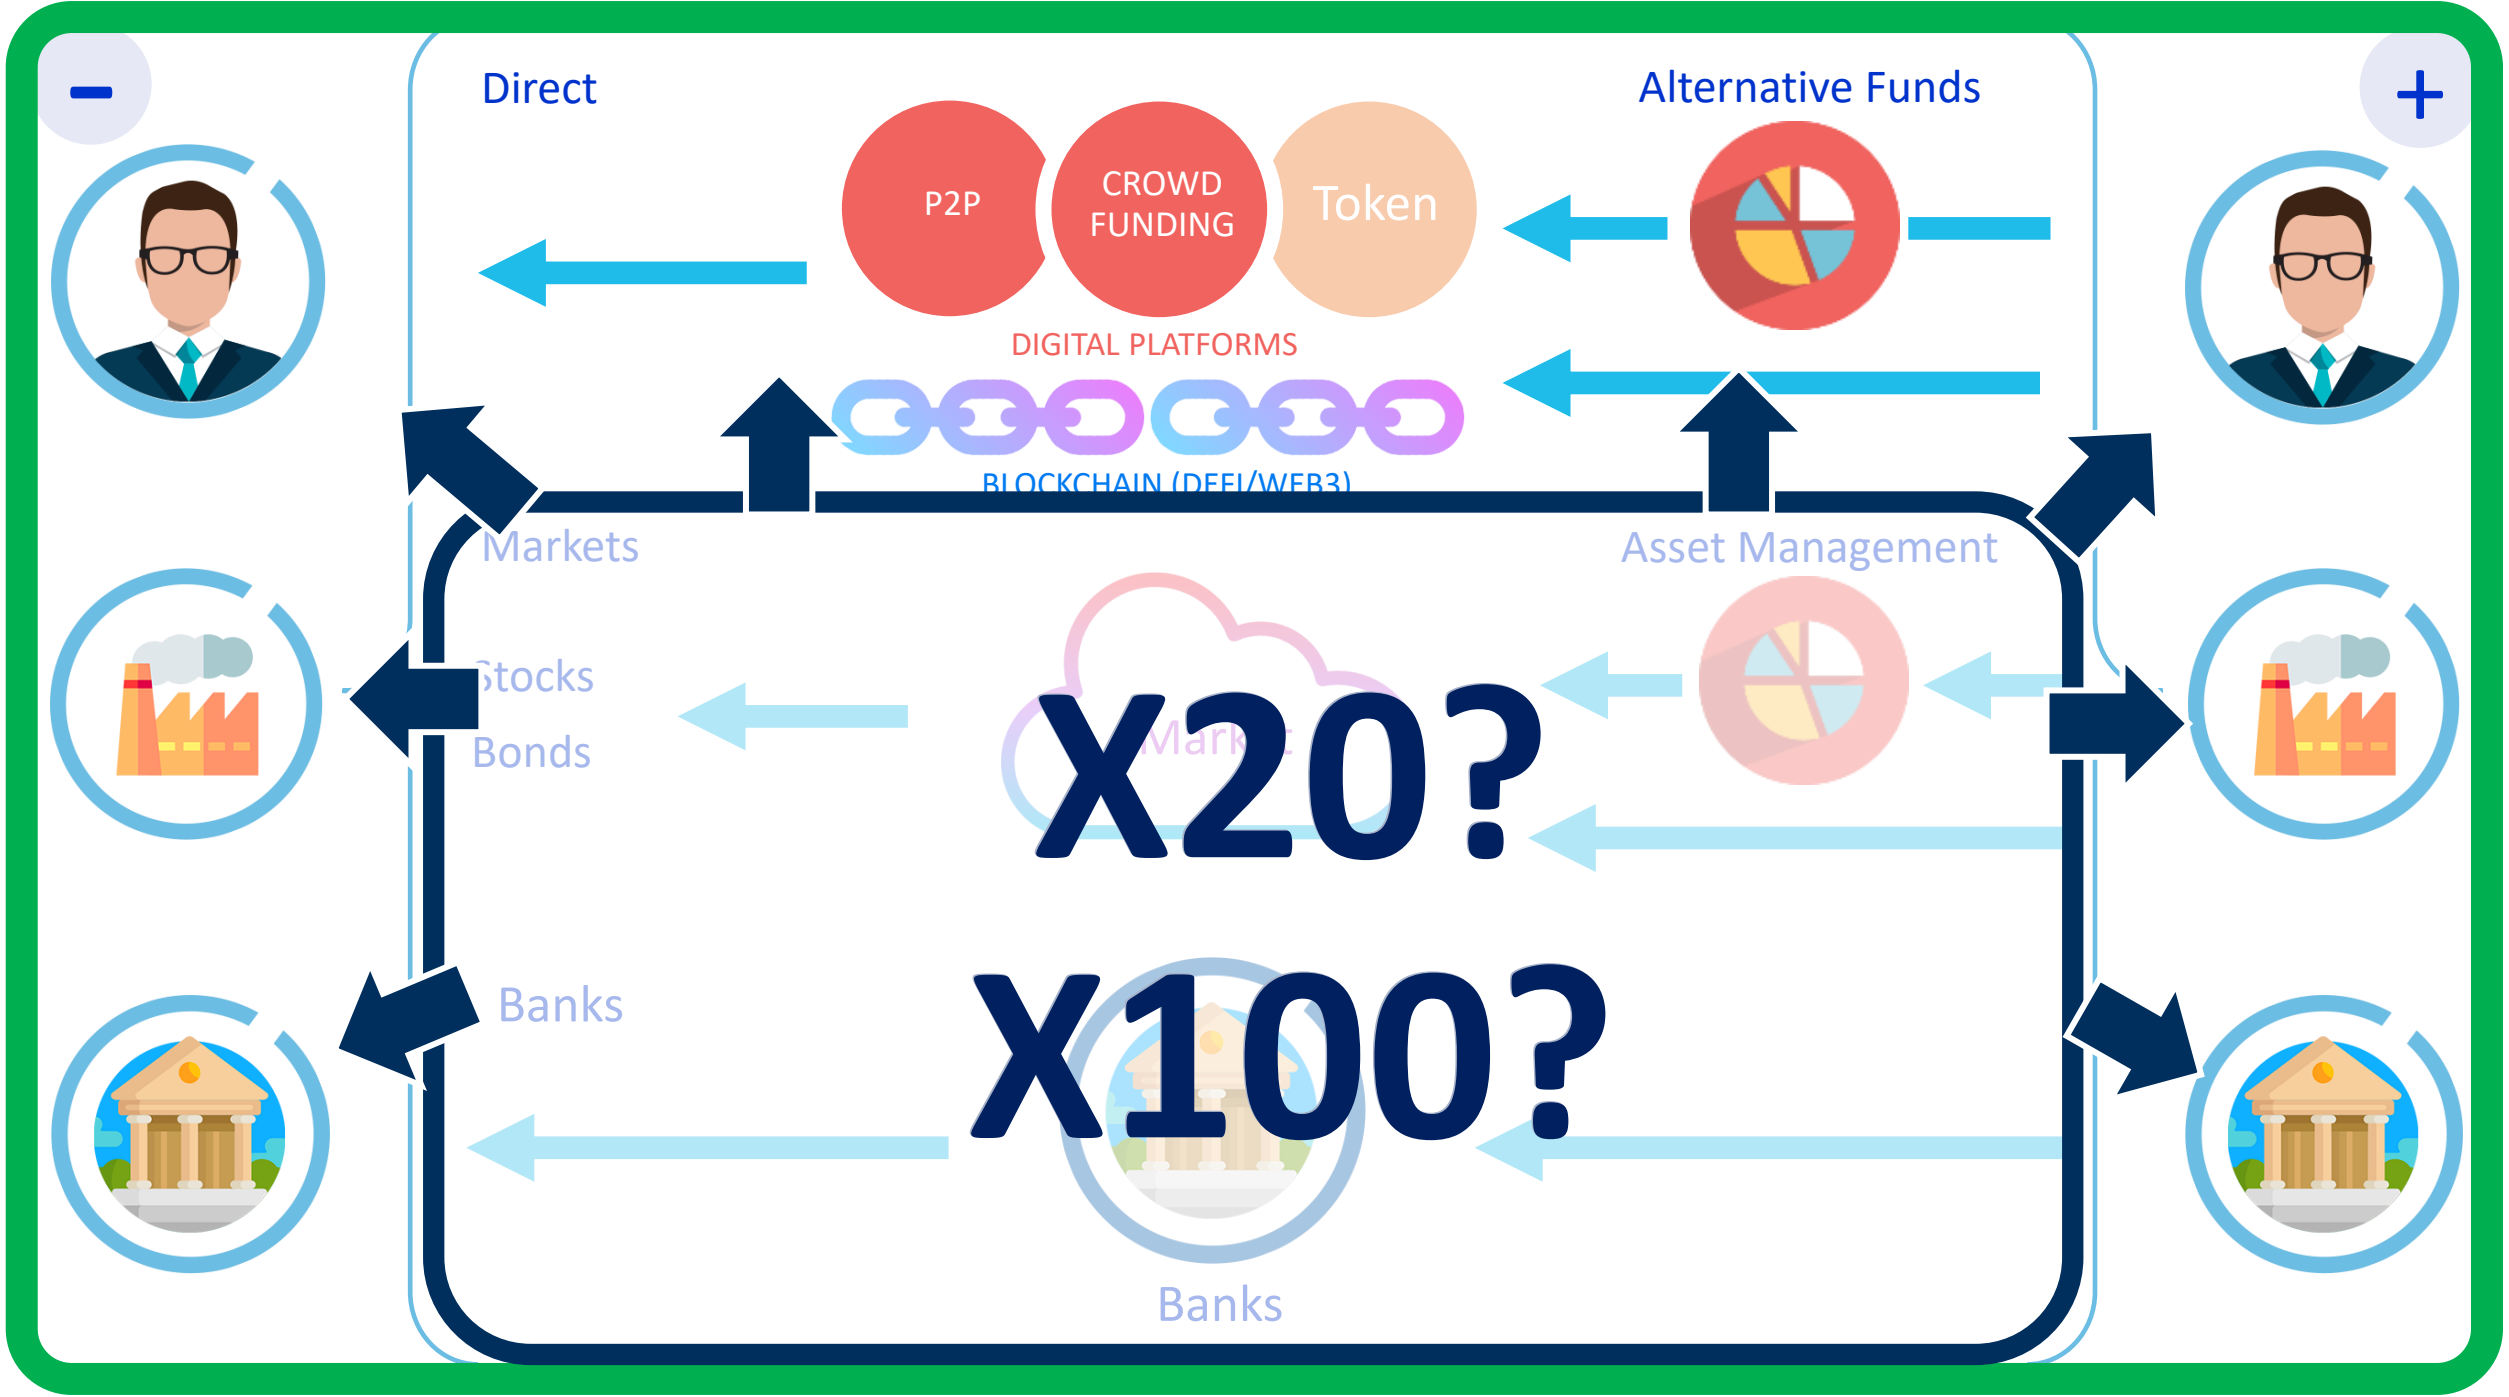 -
+
Direct
Alternative Funds
P2P
CROWD
FUNDING
Token
DIGITAL PLATFORMS
BLOCKCHAIN (DEFI/WEB3)
Markets
Asset Management
Stocks
Bonds
Market
X20?
Banks
X100?
Banks